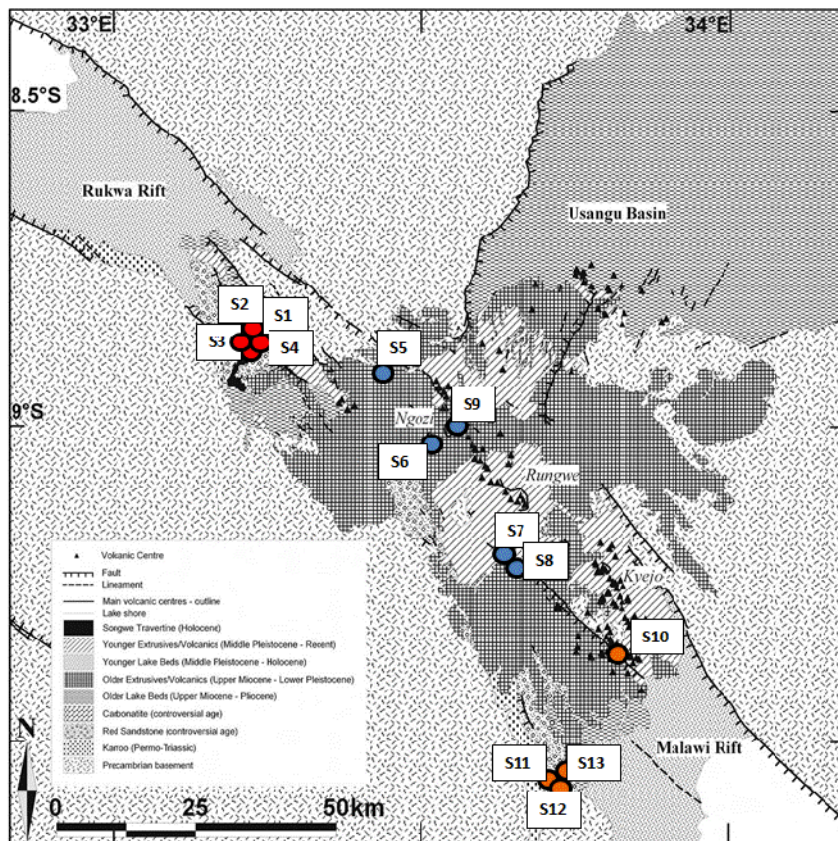 33°E
34°E
8.5°S
Rukwa Rift
Usangu Basin
S2
S1
S3
S4
S5
9°S
Ngozi
S9
S6
Rungwe
S7
S8
Kyejo
S10
Volcanic Centre
Fault
Lineament
Main volcanic centres - outline
Lake shore
Songwe Travertine (Holocene)
Younger Extrusives/Volcanics (Middle Pleistocene - Recent)
Younger Lake Beds (Middle Pleistocene - Holocene)
Older Extrusives/Volcanics (Upper Miocene - Lower Pleistocene)
Older Lake Beds (Upper Miocene - Pliocene)
Carbonatite (controversial age)
Red Sandstone (controversial age)
Karoo (Permo-Triassic)
Precambrian basement
N
Malawi Rift
S11
S13
S12
0 25 50km